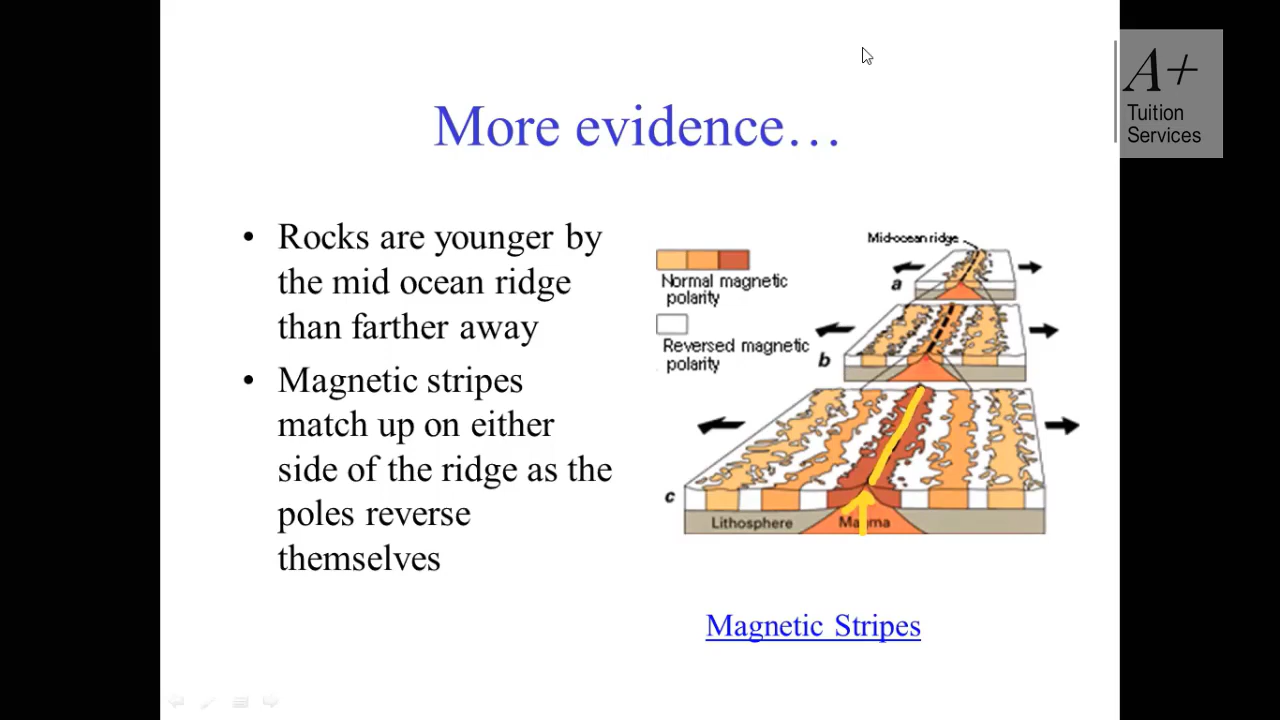 A+
Tuition
Services
More evidence…
• Rocks are younger by
the mid ocean ridge
than farther away
• Magnetic stripes
match up on either
side of the ridge as the
poles reverse
themselves
Mid-ocean ridge
Normal magnetic
polarity
Reversed magnetic
polarity
a
b
c
Lithosphere
Magma
Magnetic Stripes